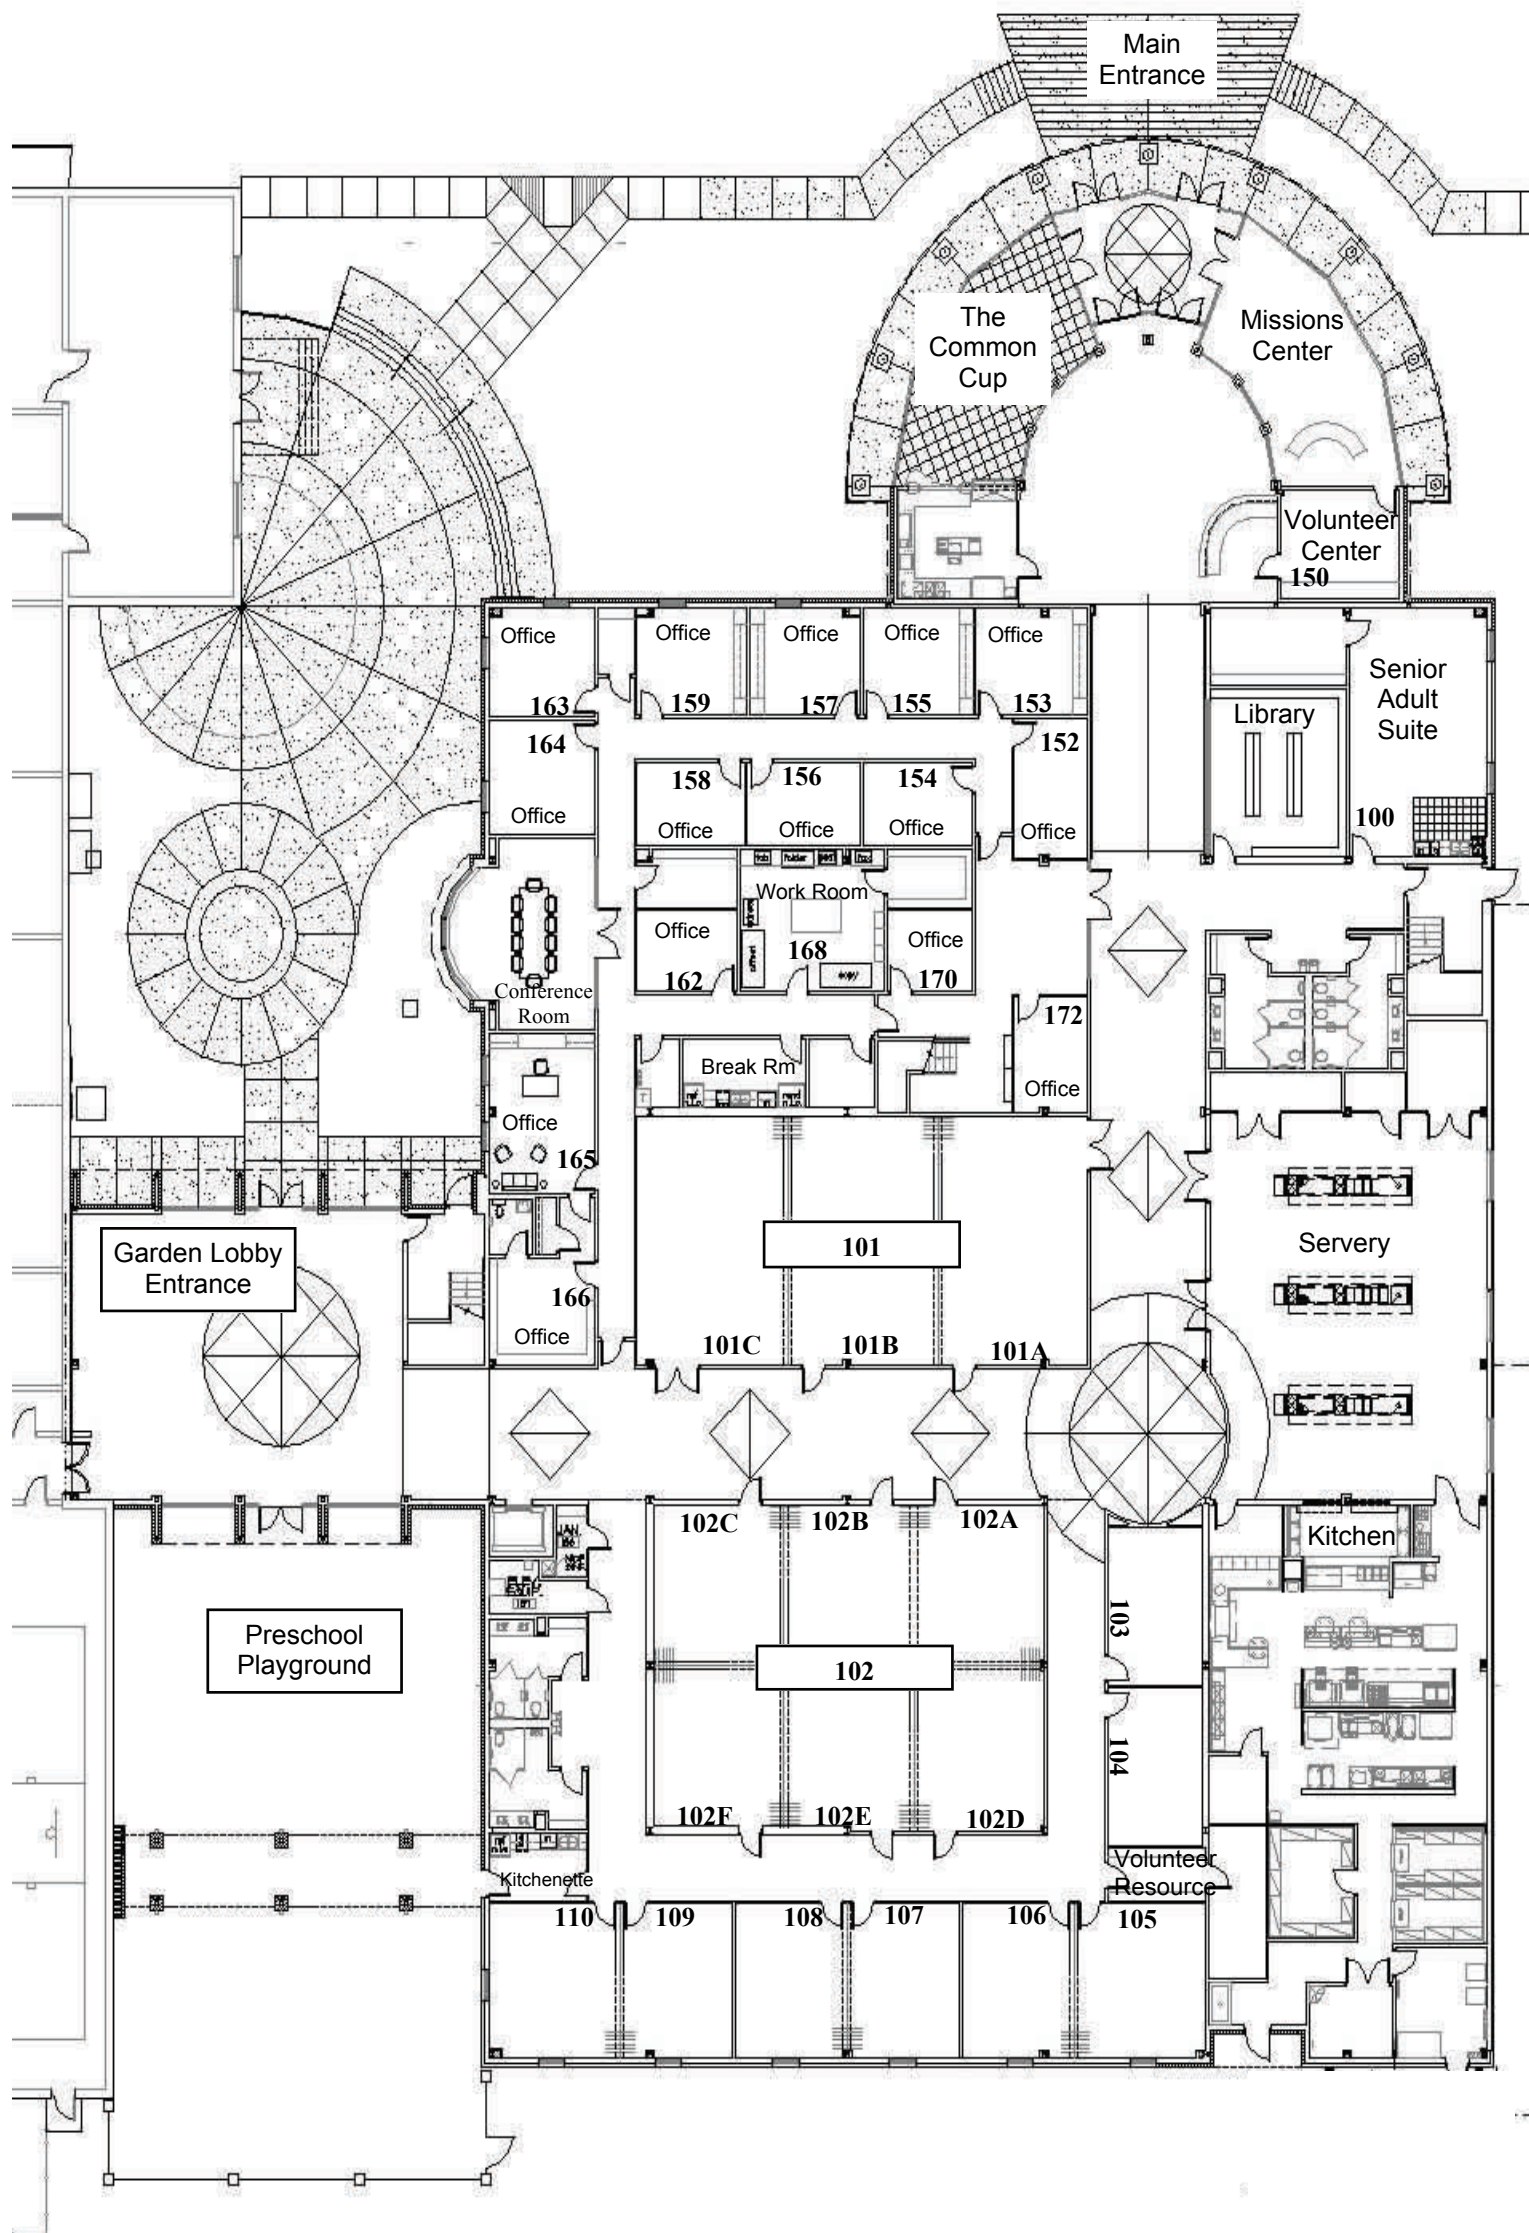 Main
Entrance
The
Common
Cup
Missions
Center
Volunteer
Center
150
Office
163
Office
159
Office
157
Office
155
Office
153
Senior
Adult
Suite
Library
100
164
Office
158
Office
156
Office
154
Office
152
Office
Work Room
168
Folder
copy
Office
162
Office
170
Conference
Room
172
Office
Break Rm
Office
165
166
Office
Garden Lobby
Entrance
101
101C
101B
101A
Servery
102C
102B
102A
Kitchen
JAN
103
Preschool
Playground
102
104
102F
102E
102D
Kitchenette
Volunteer
Resource
110
109
108
107
106
105